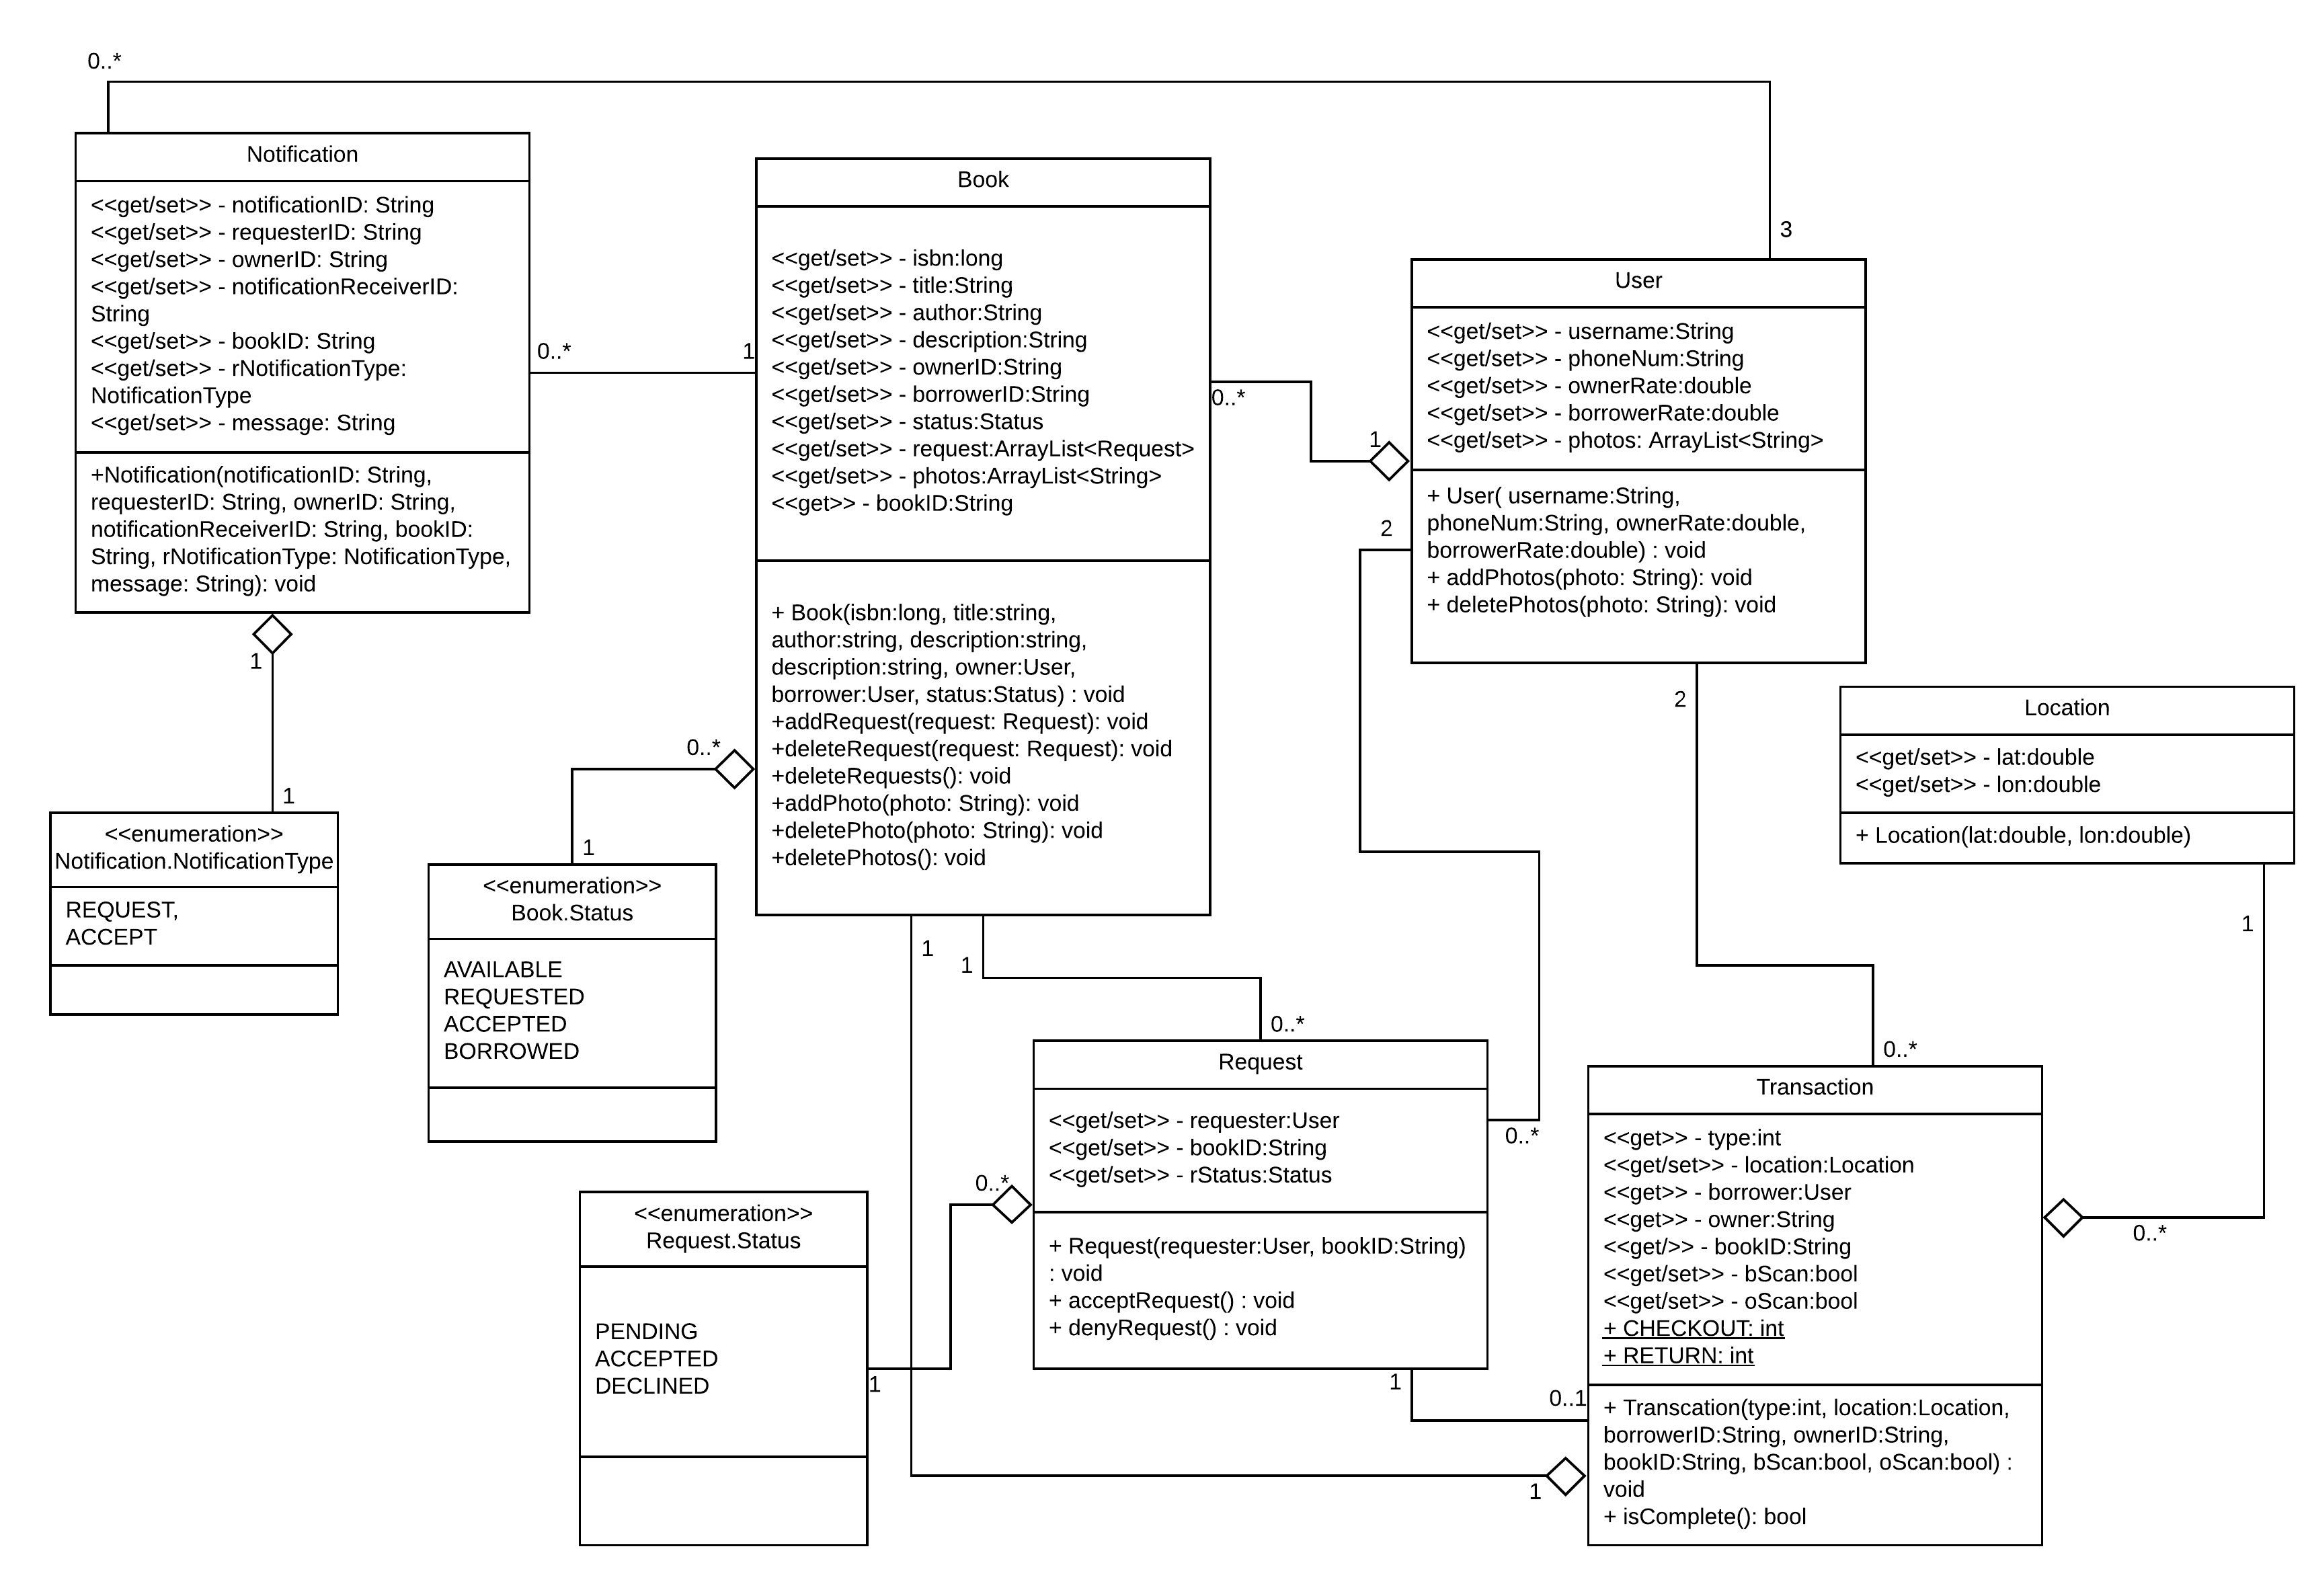 0..*
Notification
<<get/set>> - notificationID: String
<<get/set>> - requesterID: String
<<get/set>> - ownerID: String
<<get/set>> - notificationReceiverID:
String
<<get/set>> - bookID: String
<<get/set>> - rNotificationType:
NotificationType
<<get/set>> - message: String
+Notification(notificationID: String,
requesterID: String, ownerID: String,
notificationReceiverID: String, bookID:
String, rNotificationType: NotificationType,
message: String): void
0..*
1
1
1
<<enumeration>>
Notification.NotificationType
REQUEST,
ACCEPT
Book
<<get/set>> - isbn:long
<<get/set>> - title:String
<<get/set>> - author:String
<<get/set>> - description:String
<<get/set>> - ownerID:String
<<get/set>> - borrowerID:String
<<get/set>> - status:Status
<<get/set>> - request:ArrayList<Request>
<<get/set>> - photos:ArrayList<String>
<<get>> - bookID:String
+ Book(isbn:long, title:string,
author:string, description:string,
description:string, owner:User,
borrower:User, status:Status) : void
+addRequest(request: Request): void
+deleteRequest(request: Request): void
+deleteRequests(): void
+addPhoto(photo: String): void
+deletePhoto(photo: String): void
+deletePhotos(): void
0..*
1
0..*
1
<<enumeration>>
Book.Status
AVAILABLE
REQUESTED
ACCEPTED
BORROWED
3
User
<<get/set>> - username:String
<<get/set>> - phoneNum:String
<<get/set>> - ownerRate:double
<<get/set>> - borrowerRate:double
<<get/set>> - photos: ArrayList<String>
+ User( username:String,
phoneNum:String, ownerRate:double,
borrowerRate:double) : void
+ addPhotos(photo: String): void
+ deletePhotos(photo: String): void
2
2
Location
<<get/set>> - lat:double
<<get/set>> - lon:double
+ Location(lat:double, lon:double)
1
1
1
0..*
Request
<<get/set>> - requester:User
<<get/set>> - bookID:String
<<get/set>> - rStatus:Status
+ Request(requester:User, bookID:String)
: void
+ acceptRequest() : void
+ denyRequest() : void
0..*
0..*
1
<<enumeration>>
Request.Status
PENDING
ACCEPTED
DECLINED
1
0..1
1
0..*
Transaction
<<get>> - type:int
<<get/set>> - location:Location
<<get>> - borrower:User
<<get>> - owner:String
<<get/>> - bookID:String
<<get/set>> - bScan:bool
<<get/set>> - oScan:bool
+ CHECKOUT: int
+ RETURN: int
+ Transcation(type:int, location:Location,
borrowerID:String, ownerID:String,
bookID:String, bScan:bool, oScan:bool) :
void
+ isComplete(): bool
0..*